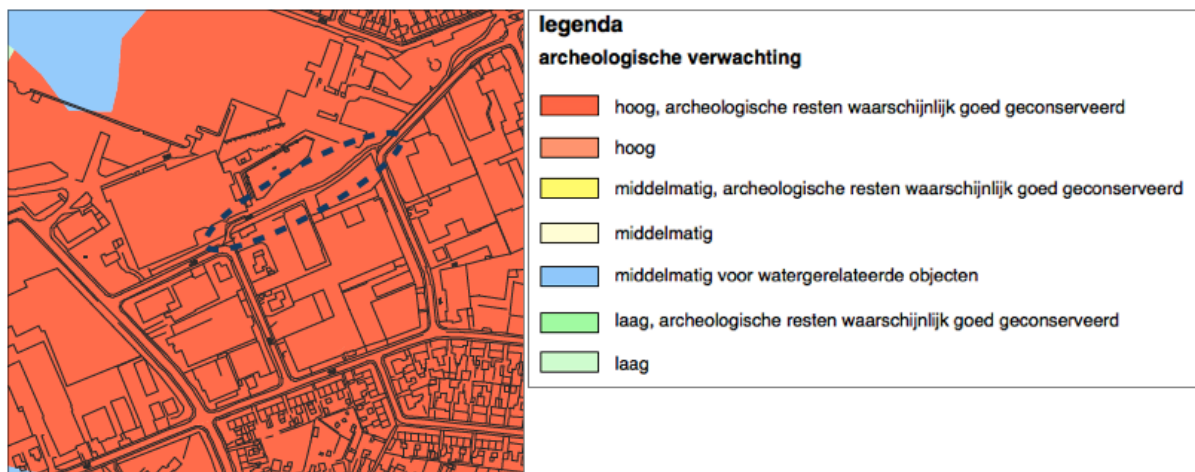 legenda
archeologische verwachting
hoog, archeologische resten waarschijnlijk goed geconserveerd
hoog
middelmatig, archeologische resten waarschijnlijk goed geconserveerd
middelmatig
middelmatig voor watergerelateerde objecten
laag, archeologische resten waarschijnlijk goed geconserveerd
laag